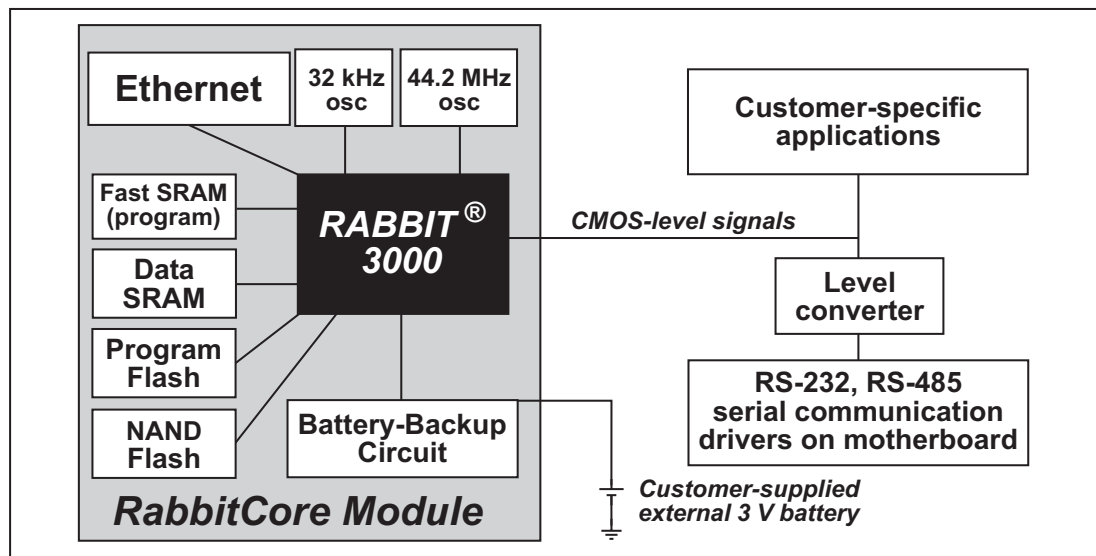 Ethernet
32 kHz
osc
44.2 MHz
osc
Fast SRAM
(program)
Data
SRAM
Program
Flash
NAND
Flash
RABBIT ®
3000
Battery-Backup
Circuit
RabbitCore Module
CMOS-level signals
Customer-specific
applications
Level
converter
RS-232, RS-485
serial communication
drivers on motherboard
Customer-supplied
external 3 V battery